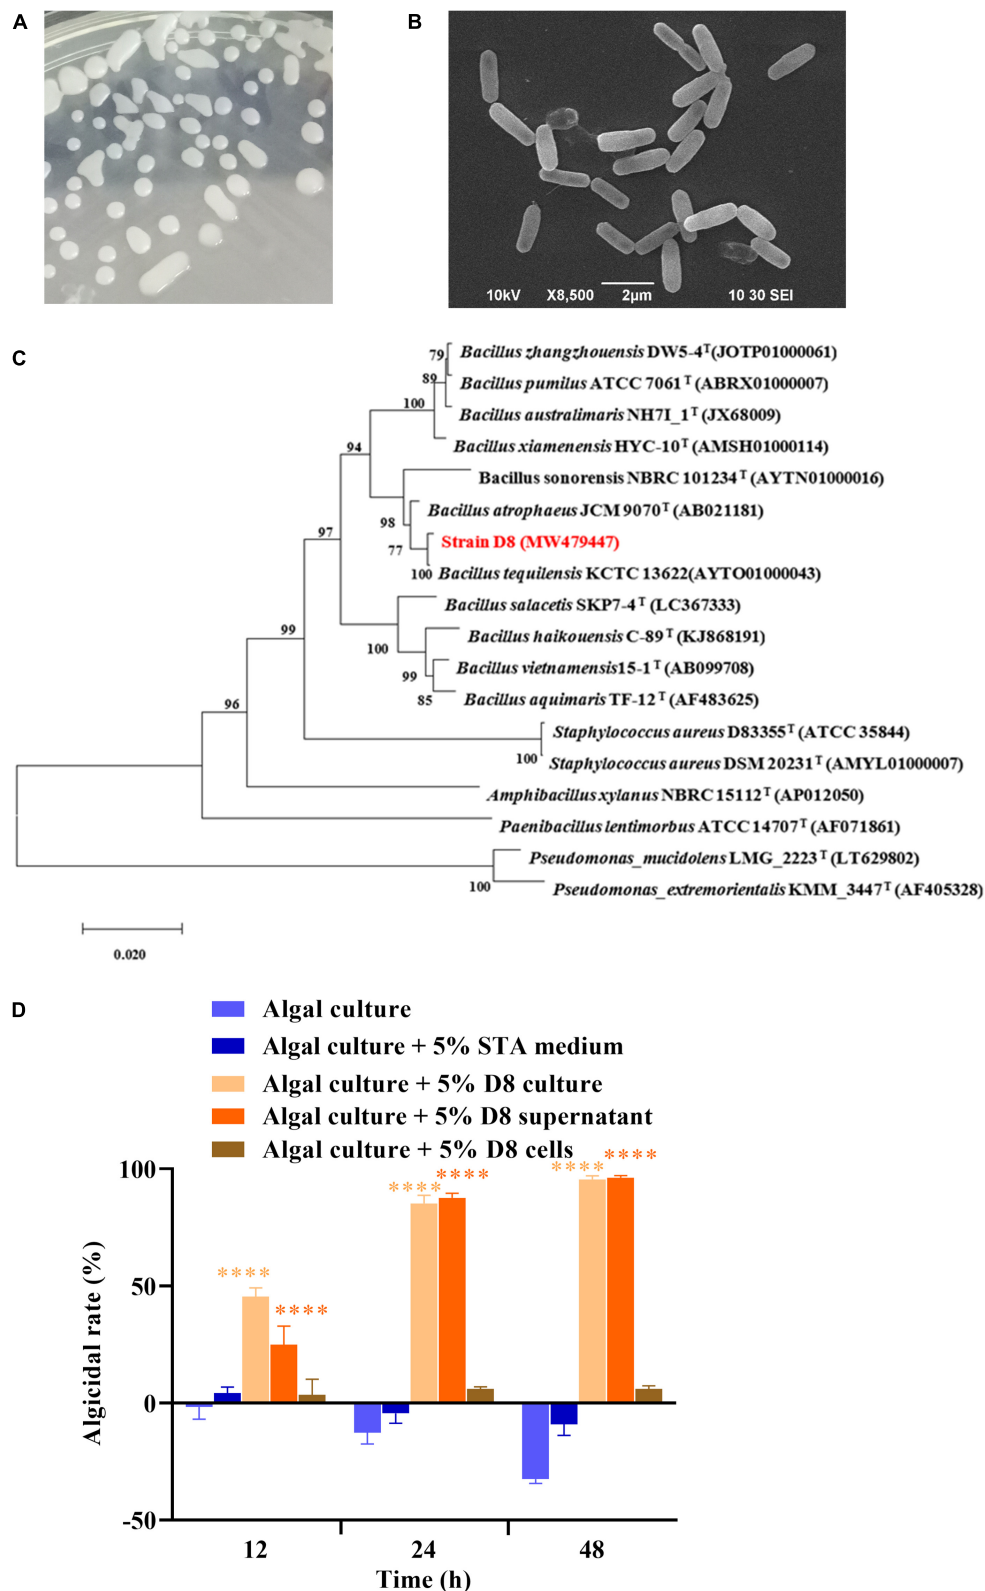 A
B
10kV X8,500 2µm 10 30 SEI
C
Bacillus zhangzhouensis DW5-4ᵀ(JOTP01000061)
79
Bacillus pumilus ATCC 7061ᵀ (ABRX01000007)
89
100
Bacillus australimaris NH7I_1ᵀ (JX68009)
Bacillus xiamenensis HYC-10ᵀ (AMSH01000114)
94
Bacillus sonorensis NBRC 101234ᵀ (AYTN01000016)
Bacillus atrophaeus JCM 9070ᵀ (AB021181)
98
97
Strain D8 (MW479447)
77
100
Bacillus tequilensis KCTC 13622(AYTO01000043)
Bacillus salacetis SKP7-4ᵀ (LC367333)
99
Bacillus haikouensis C-89ᵀ (KJ868191)
100
Bacillus vietnamensis15-1ᵀ (AB099708)
99
85
Bacillus aquimaris TF-12ᵀ (AF483625)
96
Staphylococcus aureus D83355ᵀ (ATCC 35844)
100
Staphylococcus aureus DSM 20231ᵀ (AMYL01000007)
Amphibacillus xylanus NBRC 15112ᵀ (AP012050)
Paenibacillus lentimorbus ATCC 14707ᵀ (AF071861)
Pseudomonas_mucidolens LMG_2223ᵀ (LT629802)
100
Pseudomonas_extremorientalis KMM_3447ᵀ (AF405328)
0.020
D
Algal culture
Algal culture + 5% STA medium
Algal culture + 5% D8 culture
Algal culture + 5% D8 supernatant
Algal culture + 5% D8 cells
Algicidal rate (%)
100
50
0
-50
**** ****
**** ****
**** ****
12 24 48
Time (h)